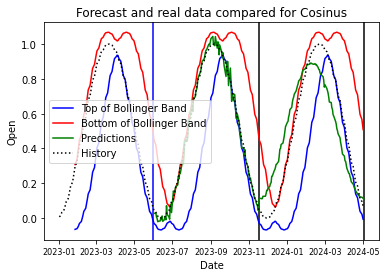 Forecast and real data compared for Cosinus
Open
1.0
0.8
0.6
0.4
0.2
0.0
Top of Bollinger Band
Bottom of Bollinger Band
Predictions
History
2023-01 2023-03 2023-05 2023-07 2023-09 2023-11 2024-01 2024-03 2024-05
Date